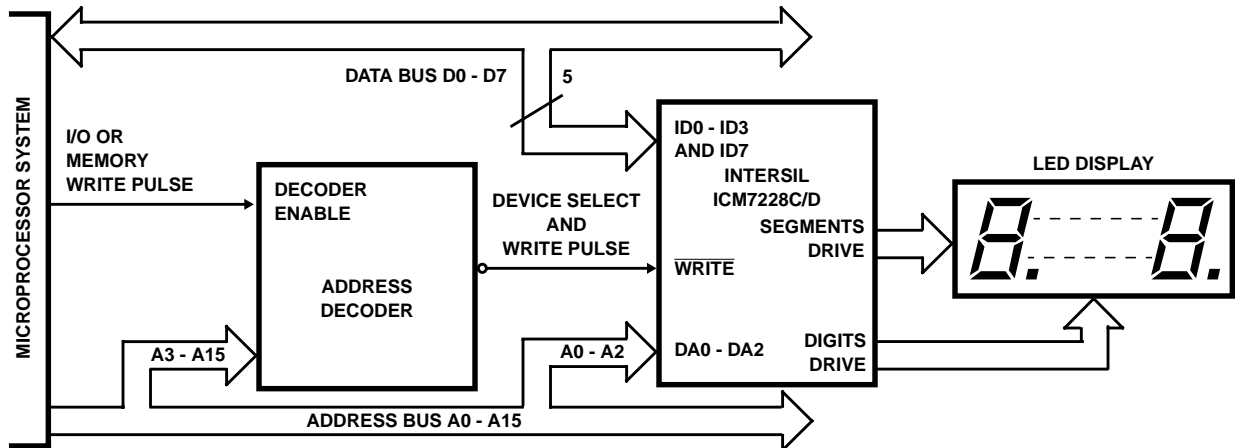 MICROPROCESSOR SYSTEM
DATA BUS D0 - D7
5
I/O OR
MEMORY
WRITE PULSE
DECODER
ENABLE
ADDRESS
DECODER
DEVICE SELECT
AND
WRITE PULSE
ID0 - ID3
AND ID7
INTERSIL
ICM7228C/D
SEGMENTS
DRIVE
WRITE
DA0 - DA2
DIGITS
DRIVE
LED DISPLAY
8. 8.
A3 - A15
A0 - A2
ADDRESS BUS A0 - A15